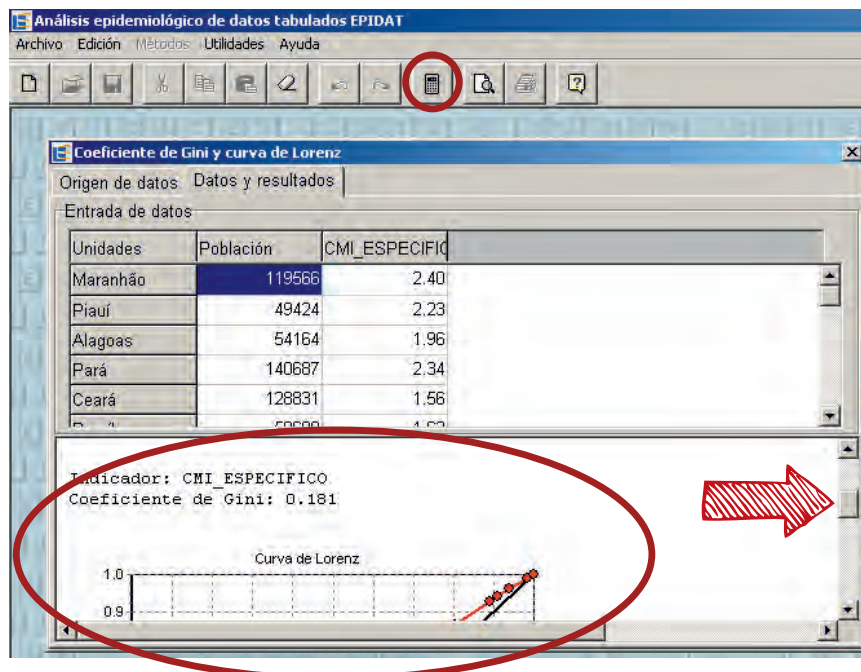 Análisis epidemiológico de datos tabulados EPIDAT
Archivo Edición Métodos Utilidades Ayuda
Coeficiente de Gini y curva de Lorenz
Origen de datos Datos y resultados
Entrada de datos
Unidades Población CMI_ESPECIFIC
Maranhão 119566 2.40
Piauí 49424 2.23
Alagoas 54164 1.96
Pará 140687 2.34
Ceará 128831 1.56
Indicador: CMI_ESPECIFICO
Coeficiente de Gini: 0.181
Curva de Lorenz
1.0
0.9